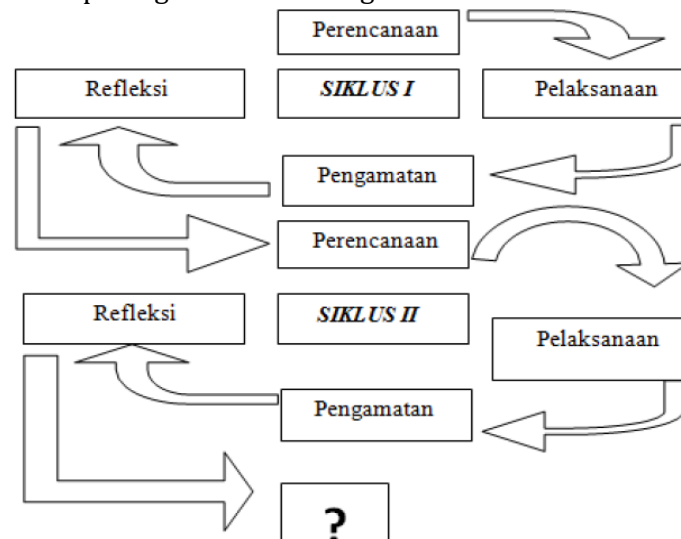 Perencanaan
Refleksi
SIKLUS I
Pelaksanaan
Pengamatan
Perencanaan
Refleksi
SIKLUS II
Pelaksanaan
Pengamatan
?